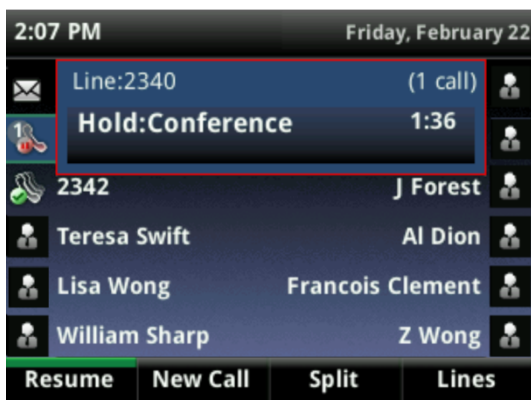 2:07 PM Friday, February 22
Line:2340 (1 call)
Hold:Conference 1:36
1
2342 J Forest
Teresa Swift Al Dion
Lisa Wong Francois Clement
William Sharp Z Wong
Resume New Call Split Lines